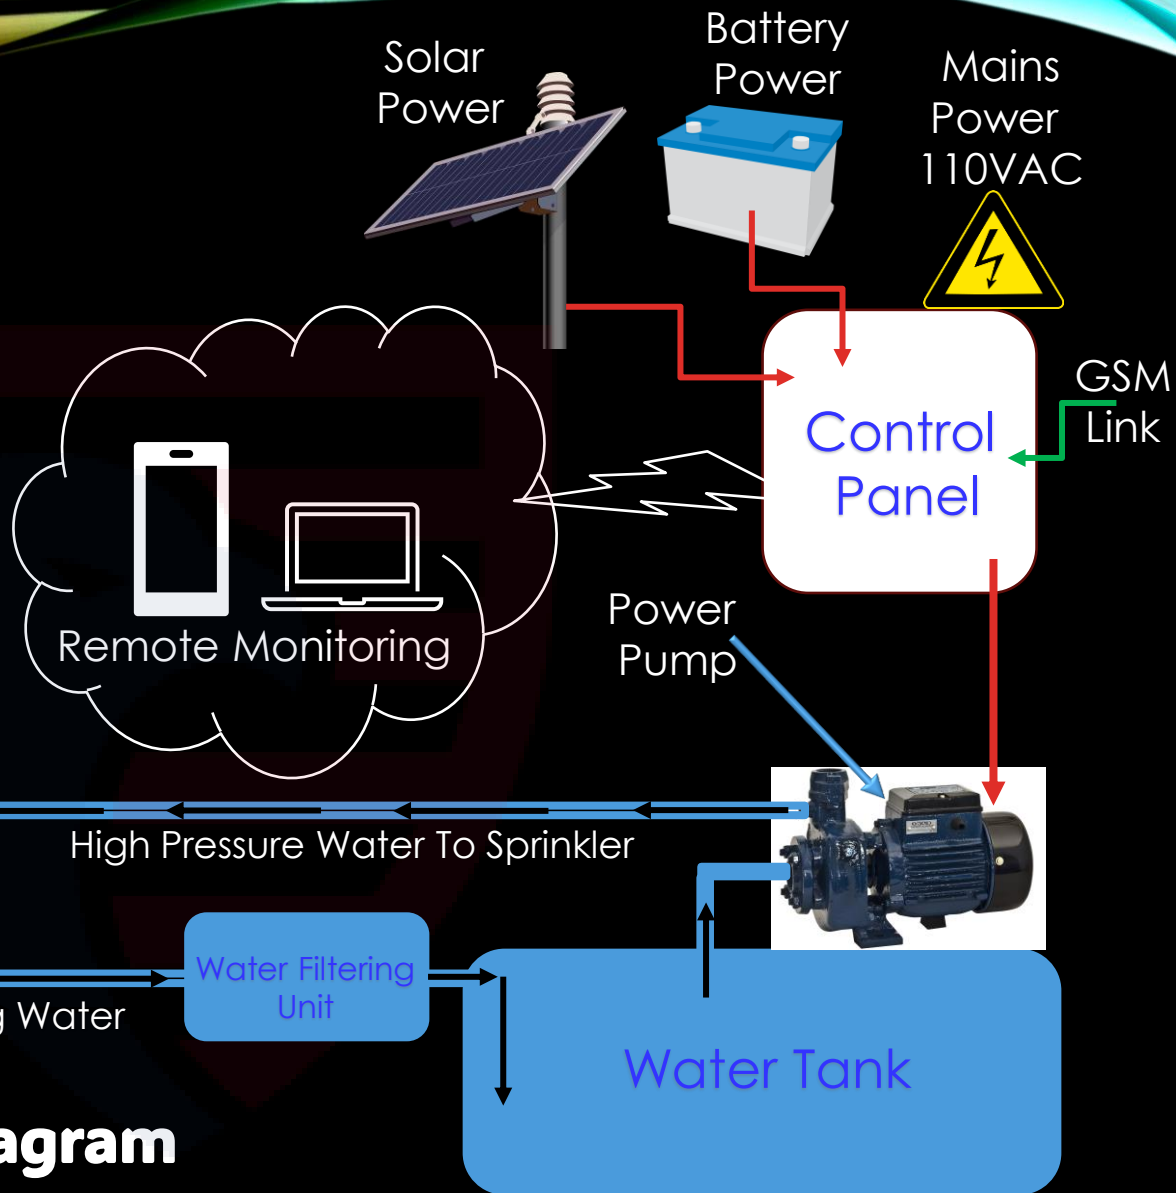 Solar
Power
Battery
Power
Mains
Power
110VAC
GSM
Link
Control
Panel
Remote Monitoring
Power
Pump
High Pressure Water To Sprinkler
Water Filtering
Unit
g Water
Water Tank
agram